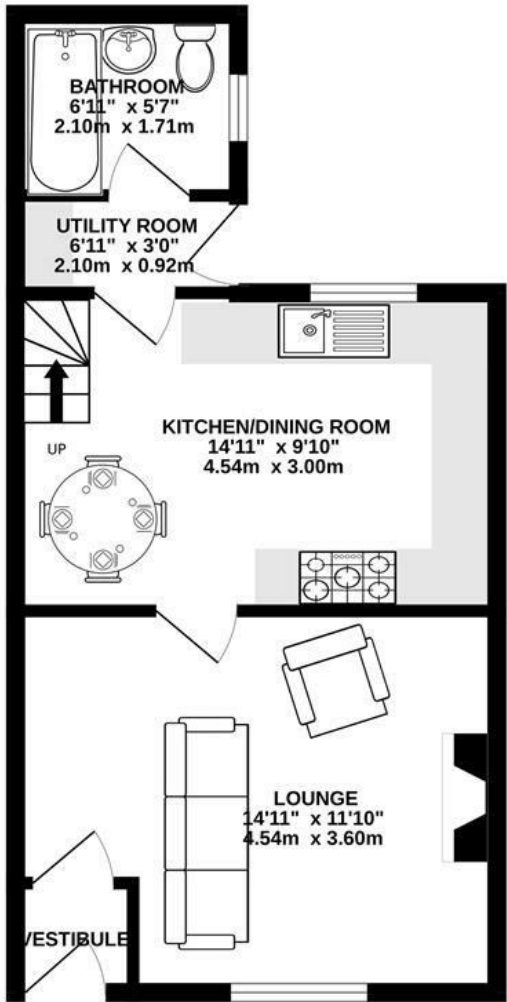 BATHROOM
6'11" x 5'7"
2.10m x 1.71m
UTILITY ROOM
6'11" x 3'0"
2.10m x 0.92m
KITCHEN/DINING ROOM
14'11" x 9'10"
4.54m x 3.00m
UP
LOUNGE
14'11" x 11'10"
4.54m x 3.60m
VESTIBULE